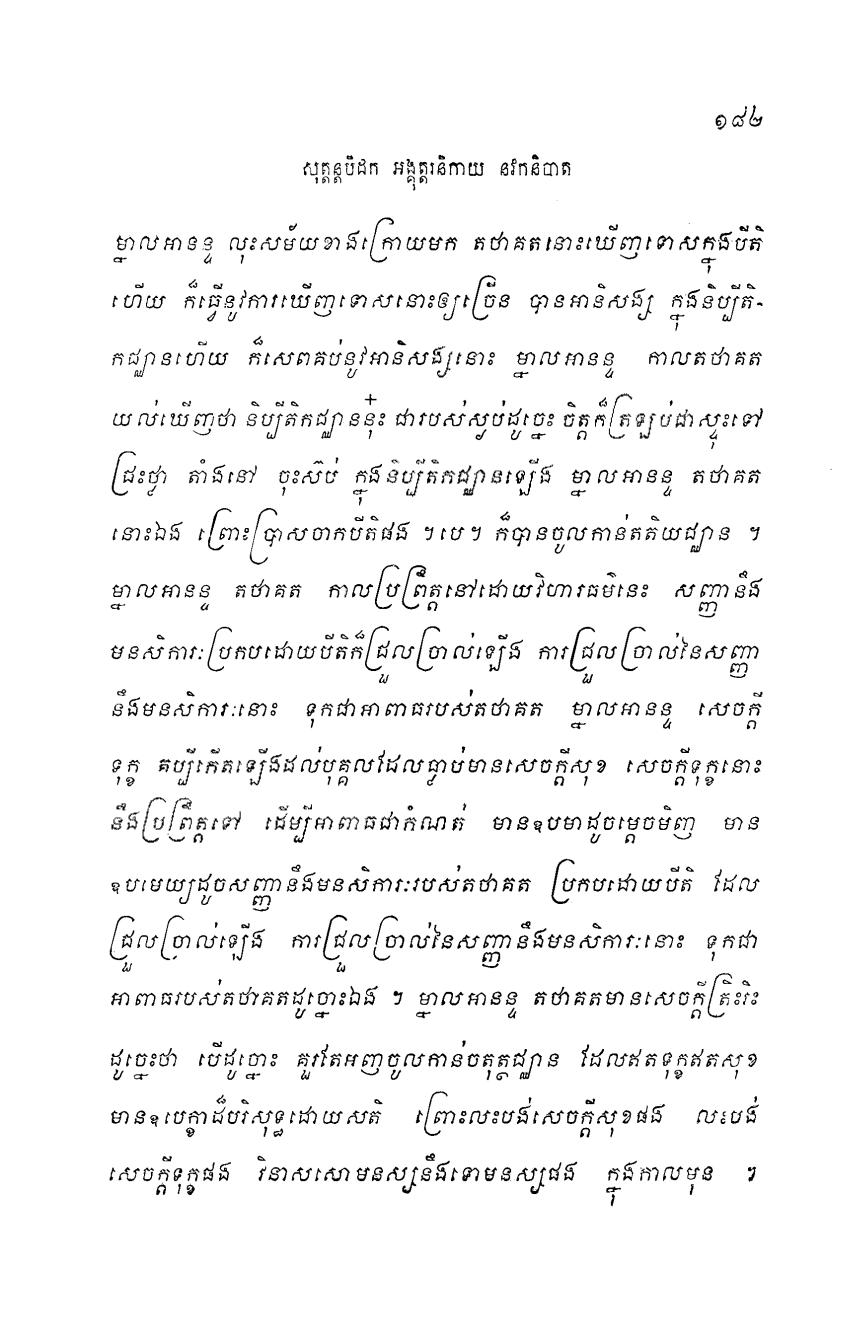 ១៨២
សុត្តន្តបិដក អង្គុត្តរនិកាយ នវកនិបាត
ម្នាលអានន្ទ លុះសម័យខាងក្រោយមក តថាគតនោះឃើញទោសក្នុងបីតិ
ហើយ ក៏ធ្វើនូវការឃើញទោសនោះឲ្យច្រើន បានអានិសង្ស ក្នុងនិប្បីតិ-
កជ្ឈានហើយ ក៏សេពគប់នូវអានិសង្សនោះ ម្នាលអានន្ទ កាលតថាគត
យល់ឃើញថា និប្បីតិកជ្ឈាននុ៎ះ ជារបស់ស្ងប់ដូច្នេះ ចិត្តក៏ត្រឡប់ជាស្ទុះទៅ
ជ្រះថ្លា តាំងនៅ ចុះស៊ប់ ក្នុងនិប្បីតិកជ្ឈានឡើង ម្នាលអានន្ទ តថាគត
នោះឯង ព្រោះប្រាសចាកបីតិផង ។បេ។ ក៏បានចូលកាន់តតិយជ្ឈាន ។
ម្នាលអានន្ទ តថាគត កាលប្រព្រឹត្តនៅដោយវិហារធម៌នេះ សញ្ញានឹង
មនសិការៈប្រកបដោយបីតិក៏ជ្រួលច្រាល់ឡើង ការជ្រួលច្រាល់នៃសញ្ញា
នឹងមនសិការៈនោះ ទុកជាអាពាធរបស់តថាគត ម្នាលអានន្ទ សេចក្តី
ទុក្ខ គប្បីកើតឡើងដល់បុគ្គលដែលធ្លាប់មានសេចក្តីសុខ សេចក្តីទុក្ខនោះ
នឹងប្រព្រឹត្តទៅ ដើម្បីអាពាធជាកំណត់ មានឧបមាដូចម្តេចមិញ មាន
ឧបមេយ្យដូចសញ្ញានឹងមនសិការៈរបស់តថាគត ប្រកបដោយបីតិ ដែល
ជ្រួលច្រាល់ឡើង ការជ្រួលច្រាល់នៃសញ្ញានឹងមនសិការៈនោះ ទុកជា
អាពាធរបស់តថាគតដូច្នោះឯង ។ ម្នាលអានន្ទ តថាគតមានសេចក្តីត្រិះរិះ
ដូច្នេះថា បើដូច្នោះ គួរតែអញចូលកាន់ចតុត្ថជ្ឈាន ដែលឥតទុក្ខឥតសុខ
មានឧបេក្ខាដ៏បរិសុទ្ធដោយសតិ ព្រោះលះបង់សេចក្តីសុខផង លះបង់
សេចក្តីទុក្ខផង វិនាសសោមនស្សនឹងទោមនស្សផង ក្នុងកាលមុន ។